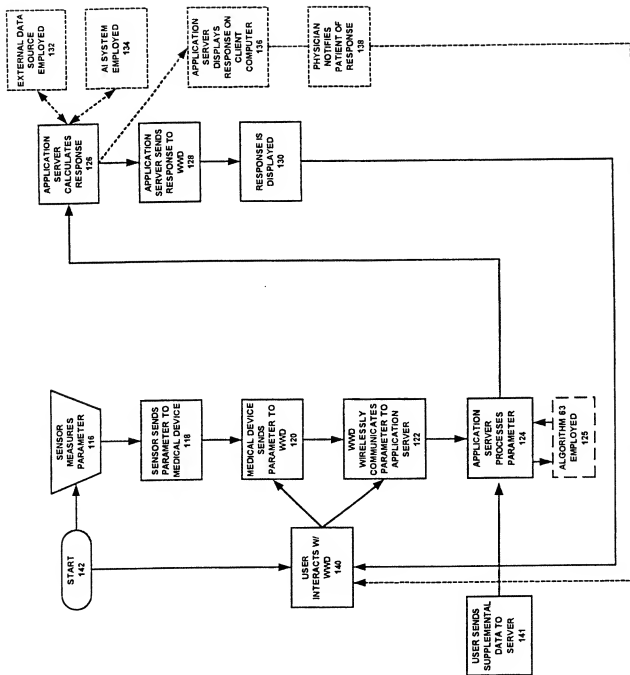 START
142
SENSOR
MEASURES
PARAMETER
116
SENSOR SENDS
PARAMETER TO
MEDICAL DEVICE
118
MEDICAL DEVICE
SENDS
PARAMETER TO
WWD
120
WWD
WIRELESSLY
COMMUNICATES
PARAMETER TO
APPLICATION
SERVER
122
USER
INTERACTS W/
WWD
140
USER SENDS
SUPPLEMENTAL
DATA TO
SERVER
141
APPLICATION
SERVER
PROCESSES
PARAMETER
124
ALGORITHM 63
EMPLOYED
125
APPLICATION
SERVER
CALCULATES
RESPONSE
126
APPLICATION
SERVER SENDS
RESPONSE TO
WWD
128
RESPONSE IS
DISPLAYED
130
EXTERNAL DATA
SOURCE
EMPLOYED
132
AI SYSTEM
EMPLOYED
134
APPLICATION
SERVER
DISPLAYS
RESPONSE ON
CLIENT
COMPUTER
136
PHYSICIAN
NOTIFIES
PATIENT OF
RESPONSE
138